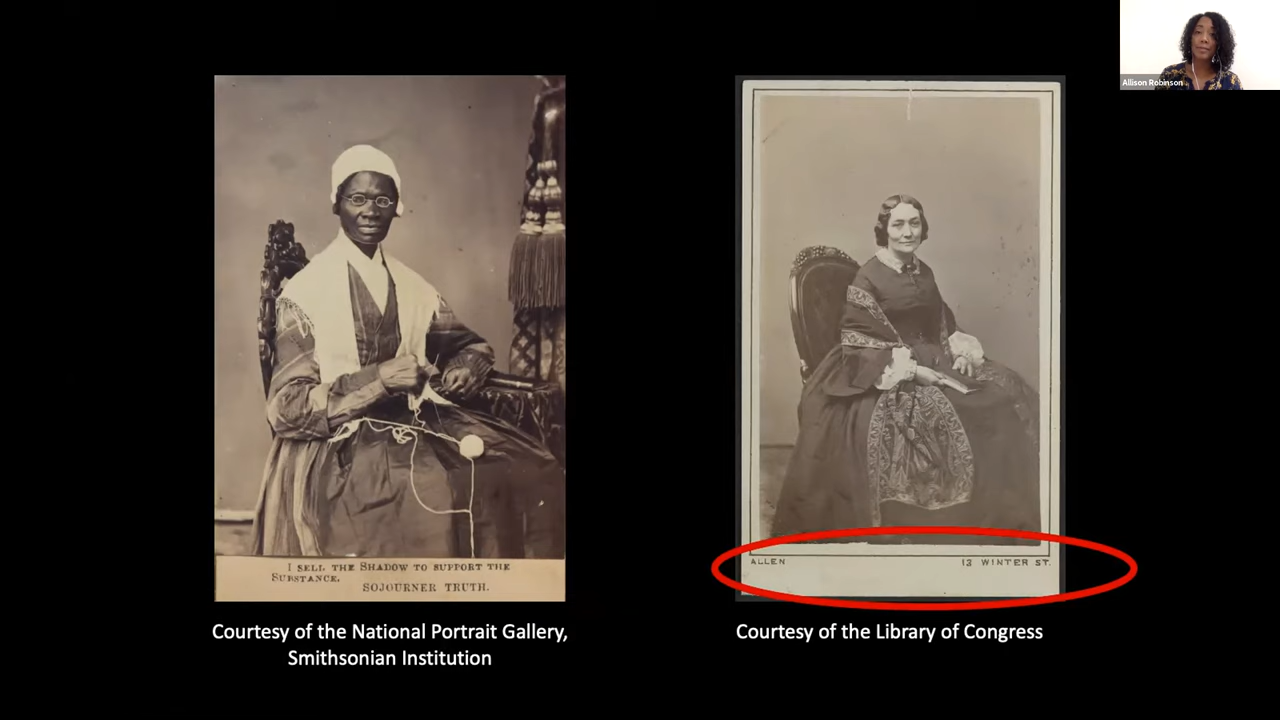 Allison Robinson
I SELL THE SHADOW TO SUPPORT THE
SUBSTANCE.
SOJOURNER TRUTH.
ALLEN 13 WINTER ST.
Courtesy of the National Portrait Gallery,
Smithsonian Institution
Courtesy of the Library of Congress